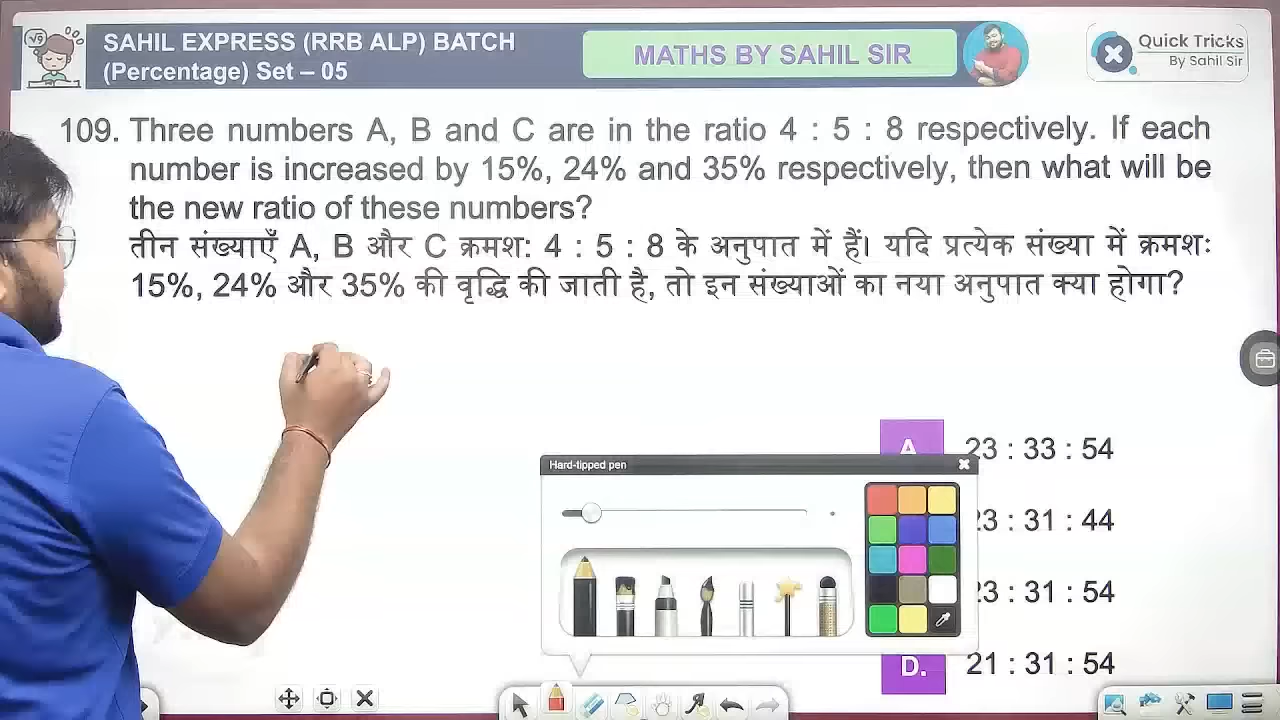 SAHIL EXPRESS (RRB ALP) BATCH
(Percentage) Set – 05
MATHS BY SAHIL SIR
Quick Tricks
By Sahil Sir
109. Three numbers A, B and C are in the ratio 4 : 5 : 8 respectively. If each
number is increased by 15%, 24% and 35% respectively, then what will be
the new ratio of these numbers?
तीन संख्याएँ A, B और C क्रमश: 4 : 5 : 8 के अनुपात में हैं। यदि प्रत्येक संख्या में क्रमशः
15%, 24% और 35% की वृद्धि की जाती है, तो इन संख्याओं का नया अनुपात क्या होगा?
A. 23 : 33 : 54
Hard-tipped pen
23 : 31 : 44
23 : 31 : 54
D. 21 : 31 : 54